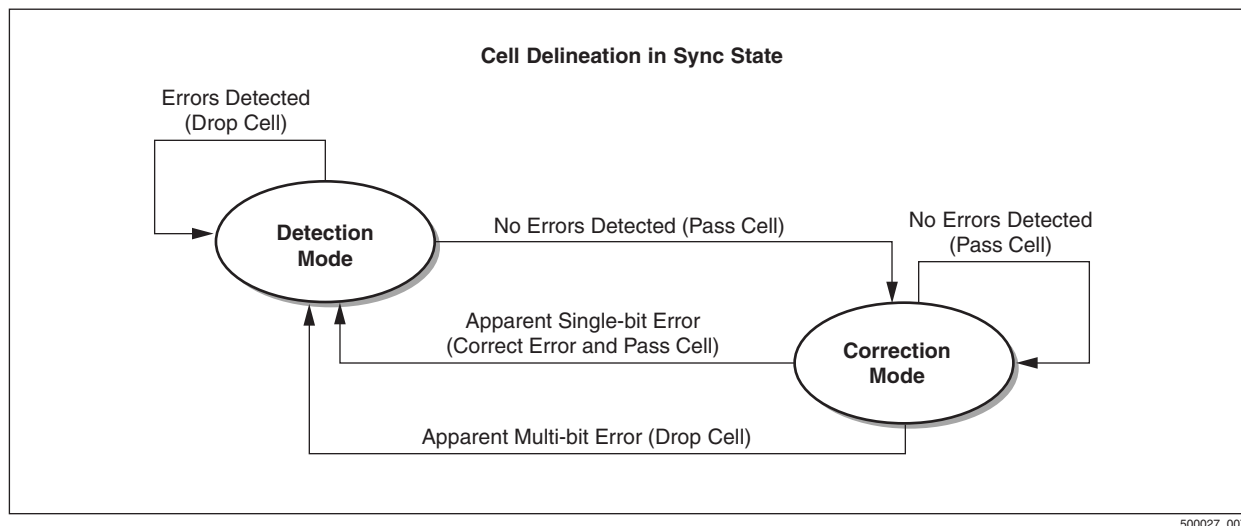 Cell Delineation in Sync State
Errors Detected
(Drop Cell)
Detection
Mode
No Errors Detected (Pass Cell)
No Errors Detected
(Pass Cell)
Apparent Single-bit Error
(Correct Error and Pass Cell)
Correction
Mode
Apparent Multi-bit Error (Drop Cell)